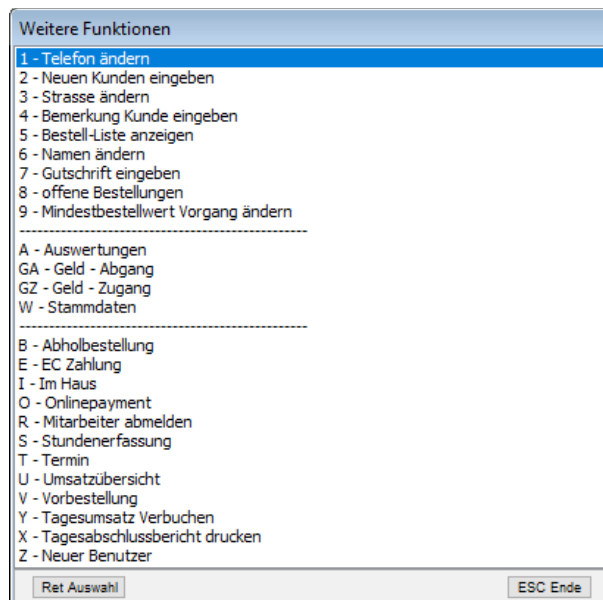 Weitere Funktionen
1 - Telefon ändern
2 - Neuen Kunden eingeben
3 - Strasse ändern
4 - Bemerkung Kunde eingeben
5 - Bestell-Liste anzeigen
6 - Namen ändern
7 - Gutschrift eingeben
8 - offene Bestellungen
9 - Mindestbestellwert Vorgang ändern
------------------------------------------------
A - Auswertungen
GA - Geld - Abgang
GZ - Geld - Zugang
W - Stammdaten
------------------------------------------------
B - Abholbestellung
E - EC Zahlung
I - Im Haus
O - Onlinepayment
R - Mitarbeiter abmelden
S - Stundenerfassung
T - Termin
U - Umsatzübersicht
V - Vorbestellung
Y - Tagesumsatz Verbuchen
X - Tagesabschlussbericht drucken
Z - Neuer Benutzer
Ret Auswahl
ESC Ende